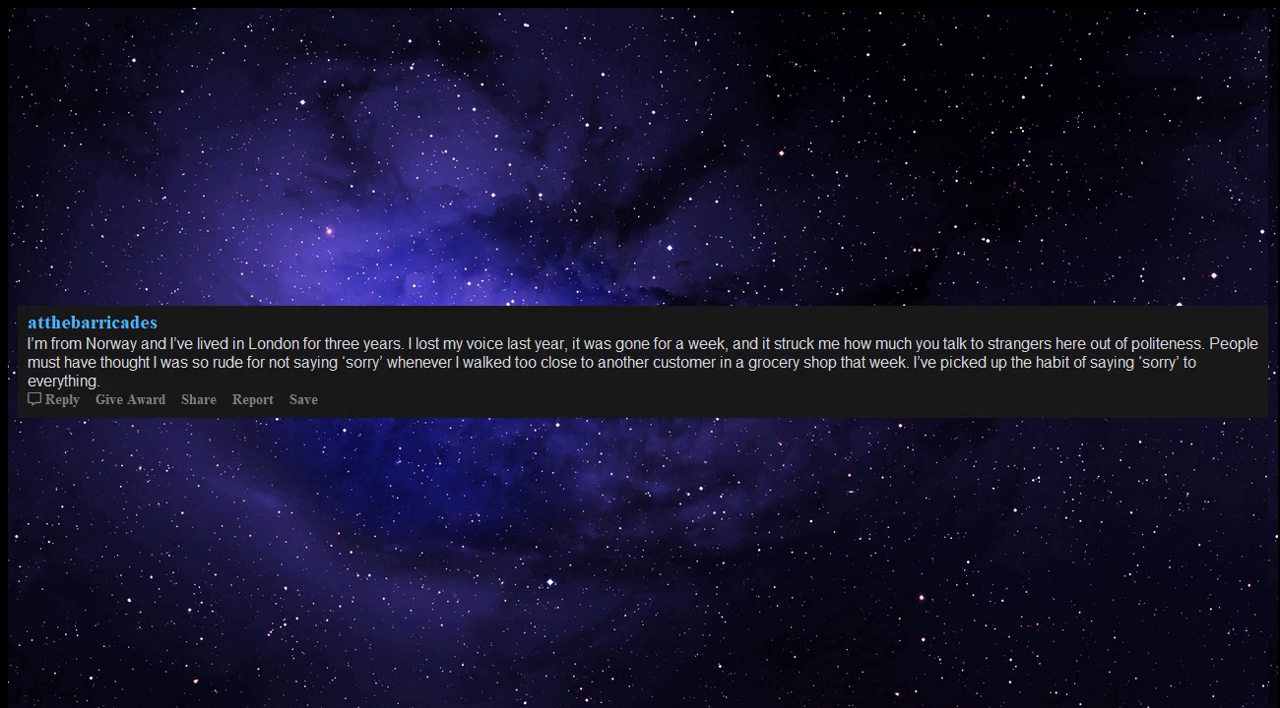 atthebarricades
I’m from Norway and I’ve lived in London for three years. I lost my voice last year, it was gone for a week, and it struck me how much you talk to strangers here out of politeness. People
must have thought I was so rude for not saying ‘sorry’ whenever I walked too close to another customer in a grocery shop that week. I’ve picked up the habit of saying ‘sorry’ to
everything.
Reply Give Award Share Report Save